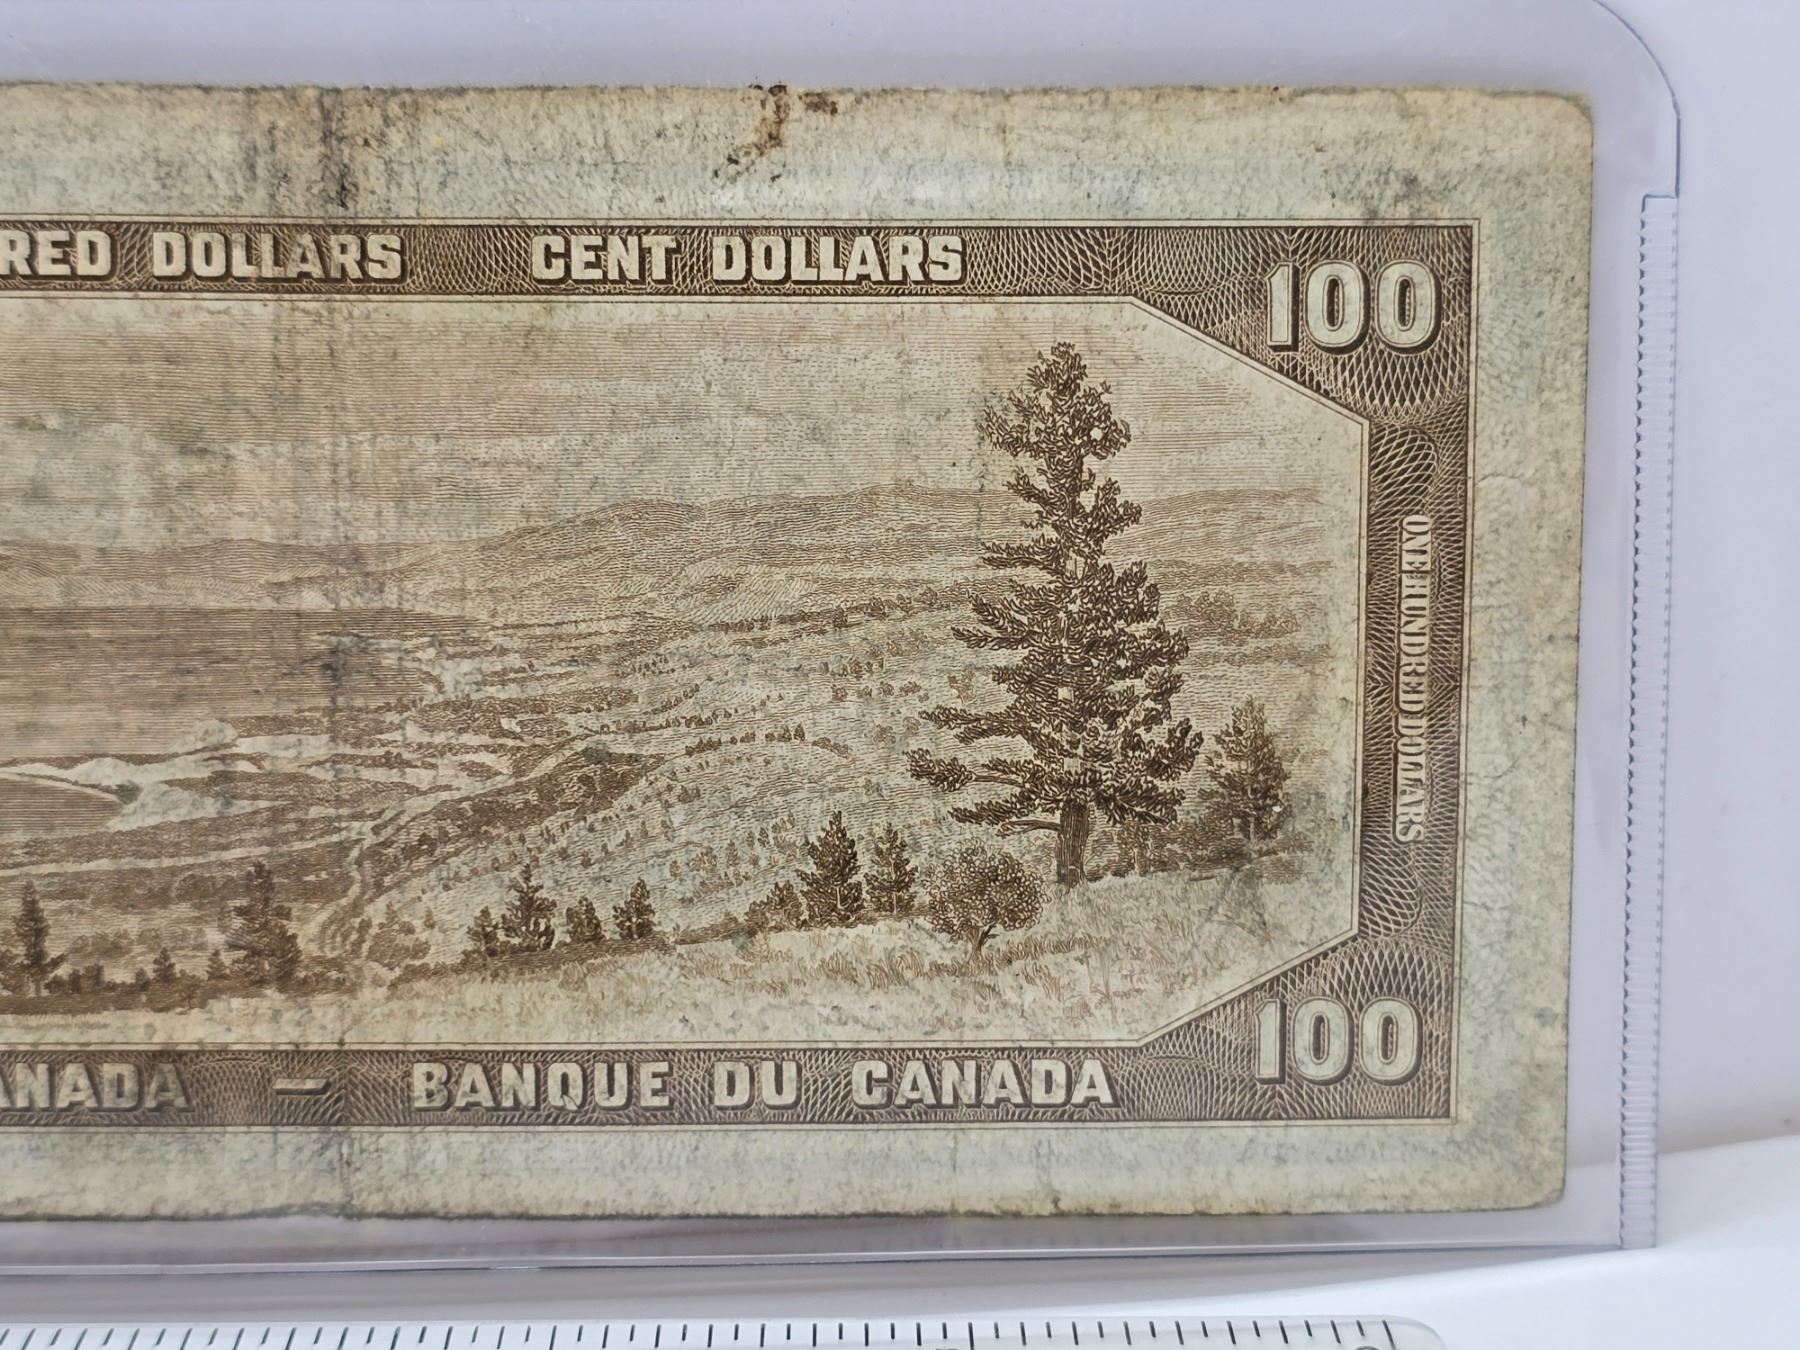 RED DOLLARS CENT DOLLARS 100
ONE HUNDRED DOLLARS
ANADA – BANQUE DU CANADA 100